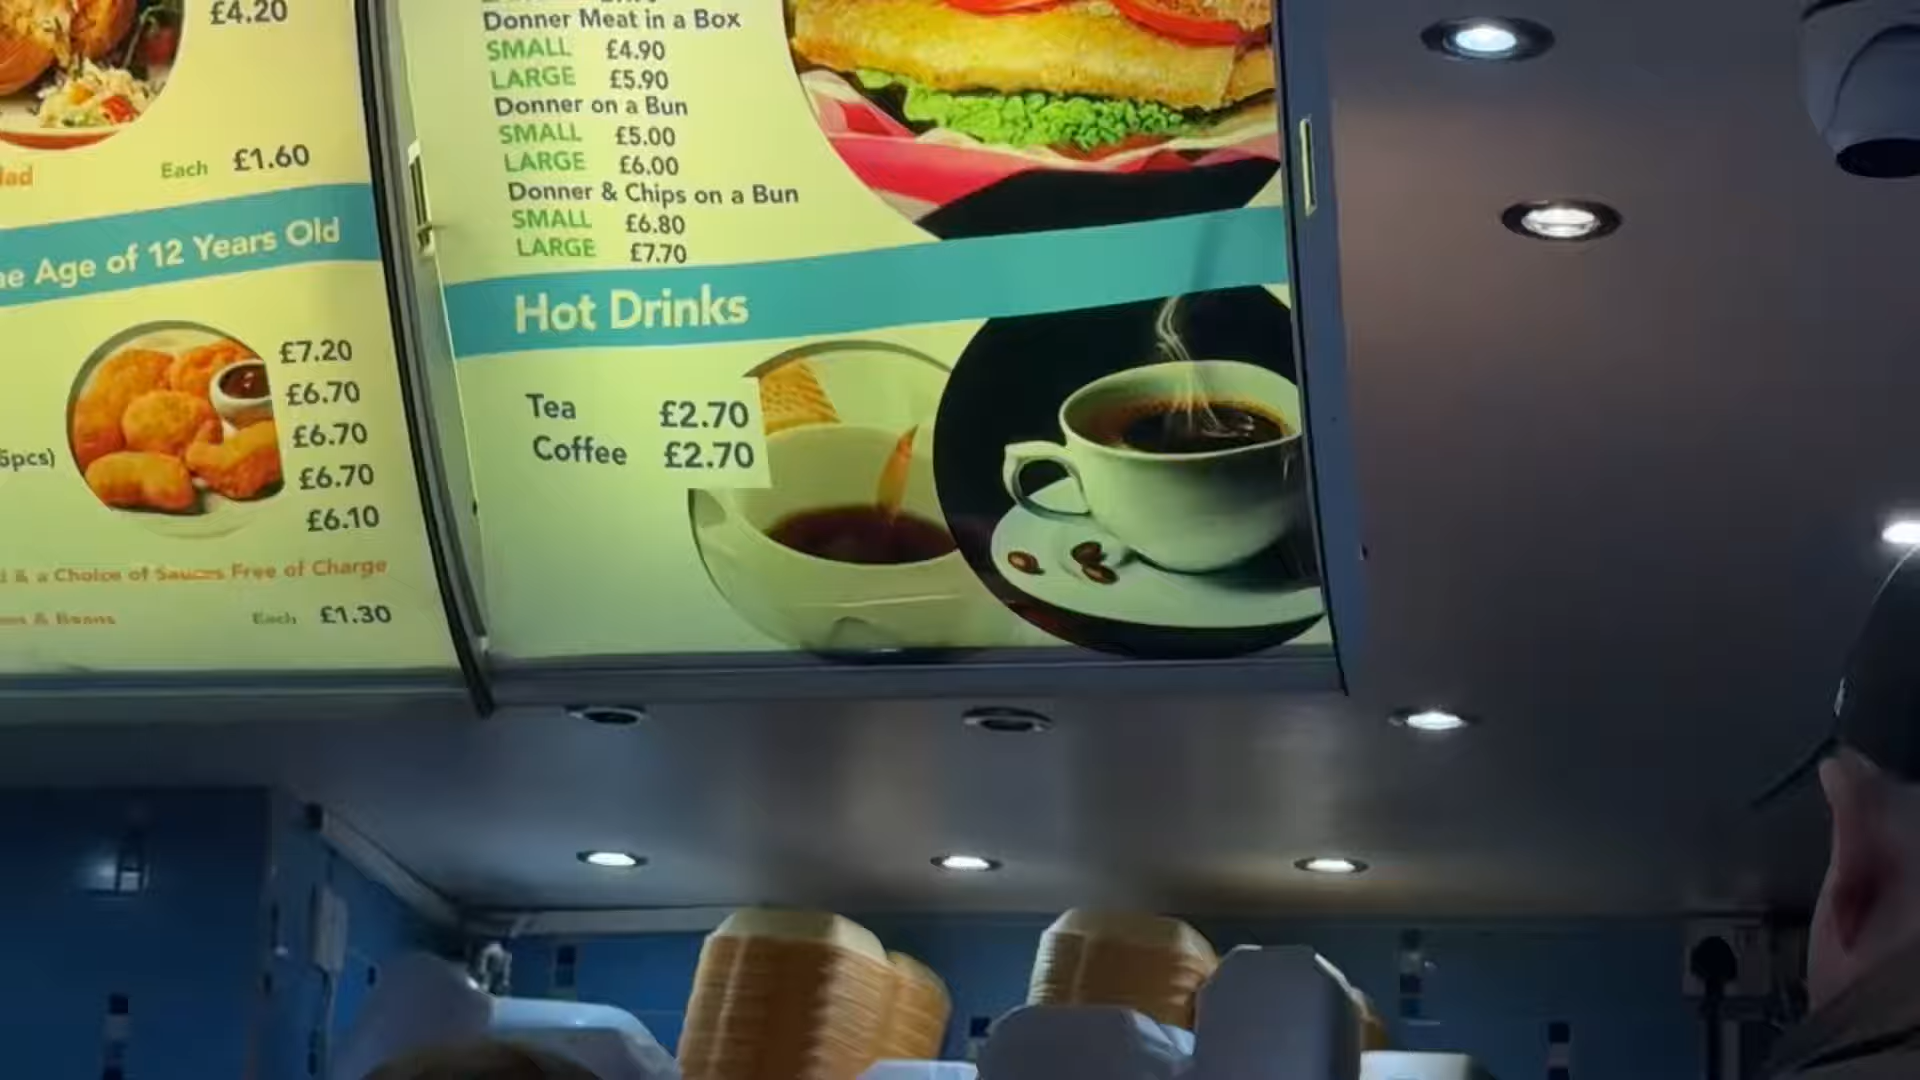 £4.20
Each £1.60
Age of 12 Years Old
£7.20
£6.70
£6.70
5pcs) £6.70
£6.10
& a Choice of Sauces Free of Charge
& Beans Each £1.30
Donner Meat in a Box
SMALL £4.90
LARGE £5.90
Donner on a Bun
SMALL £5.00
LARGE £6.00
Donner & Chips on a Bun
SMALL £6.80
LARGE £7.70
Hot Drinks
Tea £2.70
Coffee £2.70